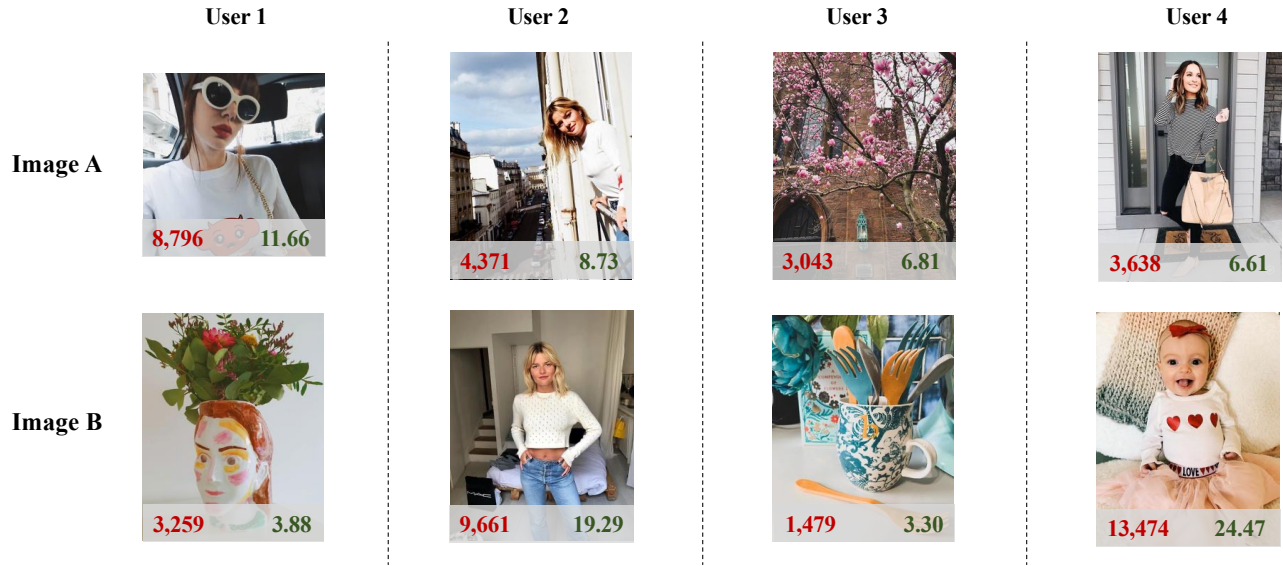 User 1 User 2 User 3 User 4
Image A
8,796 11.66
4,371 8.73
3,043 6.81
3,638 6.61
Image B
MAC
LOVE
3,259 3.88
9,661 19.29
1,479 3.30
13,474 24.47